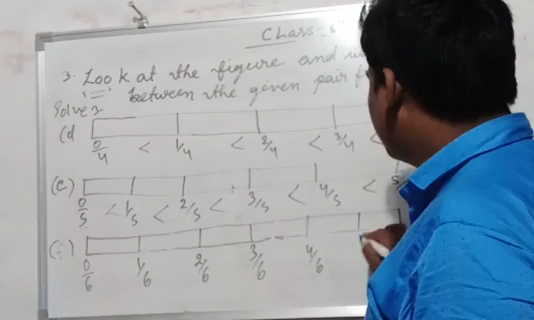 CLASS-6
3. Look at the figure and
between the given pair
Solve 3.
(d
0/4 < 1/4 < 2/4 < 3/4 <
(e)
0/5 < 1/5 < 2/5 < 3/5 < 4/5 < 5
(f)
0/6 1/6 2/6 3/6 4/6